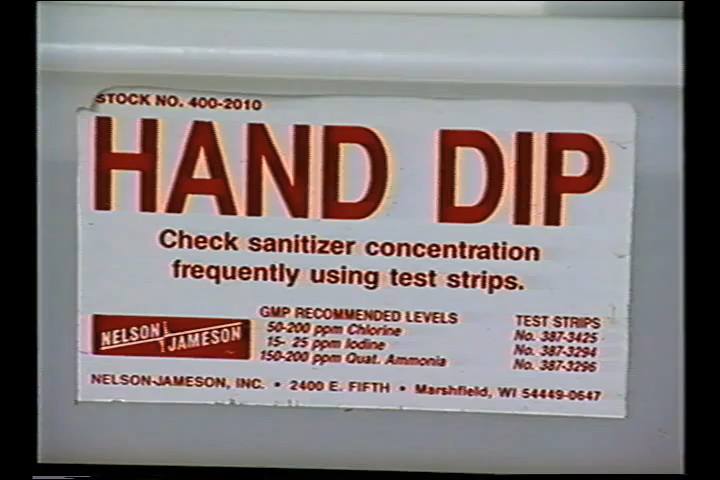 STOCK NO. 400-2010
HAND DIP
Check sanitizer concentration
frequently using test strips.
NELSON JAMESON
GMP RECOMMENDED LEVELS
50-200 ppm Chlorine
15- 25 ppm Iodine
150-200 ppm Quat. Ammonia
TEST STRIPS
No. 387-3425
No. 387-3294
No. 387-3296
NELSON-JAMESON, INC. • 2400 E. FIFTH • Marshfield, WI 54449-0647